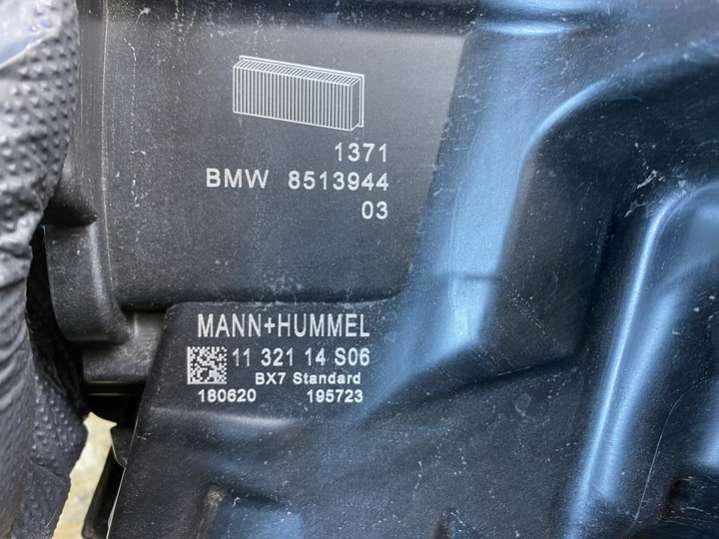 1371
BMW 8513944
03
MANN+HUMMEL
11 321 14 S06
BX7 Standard
180620 195723